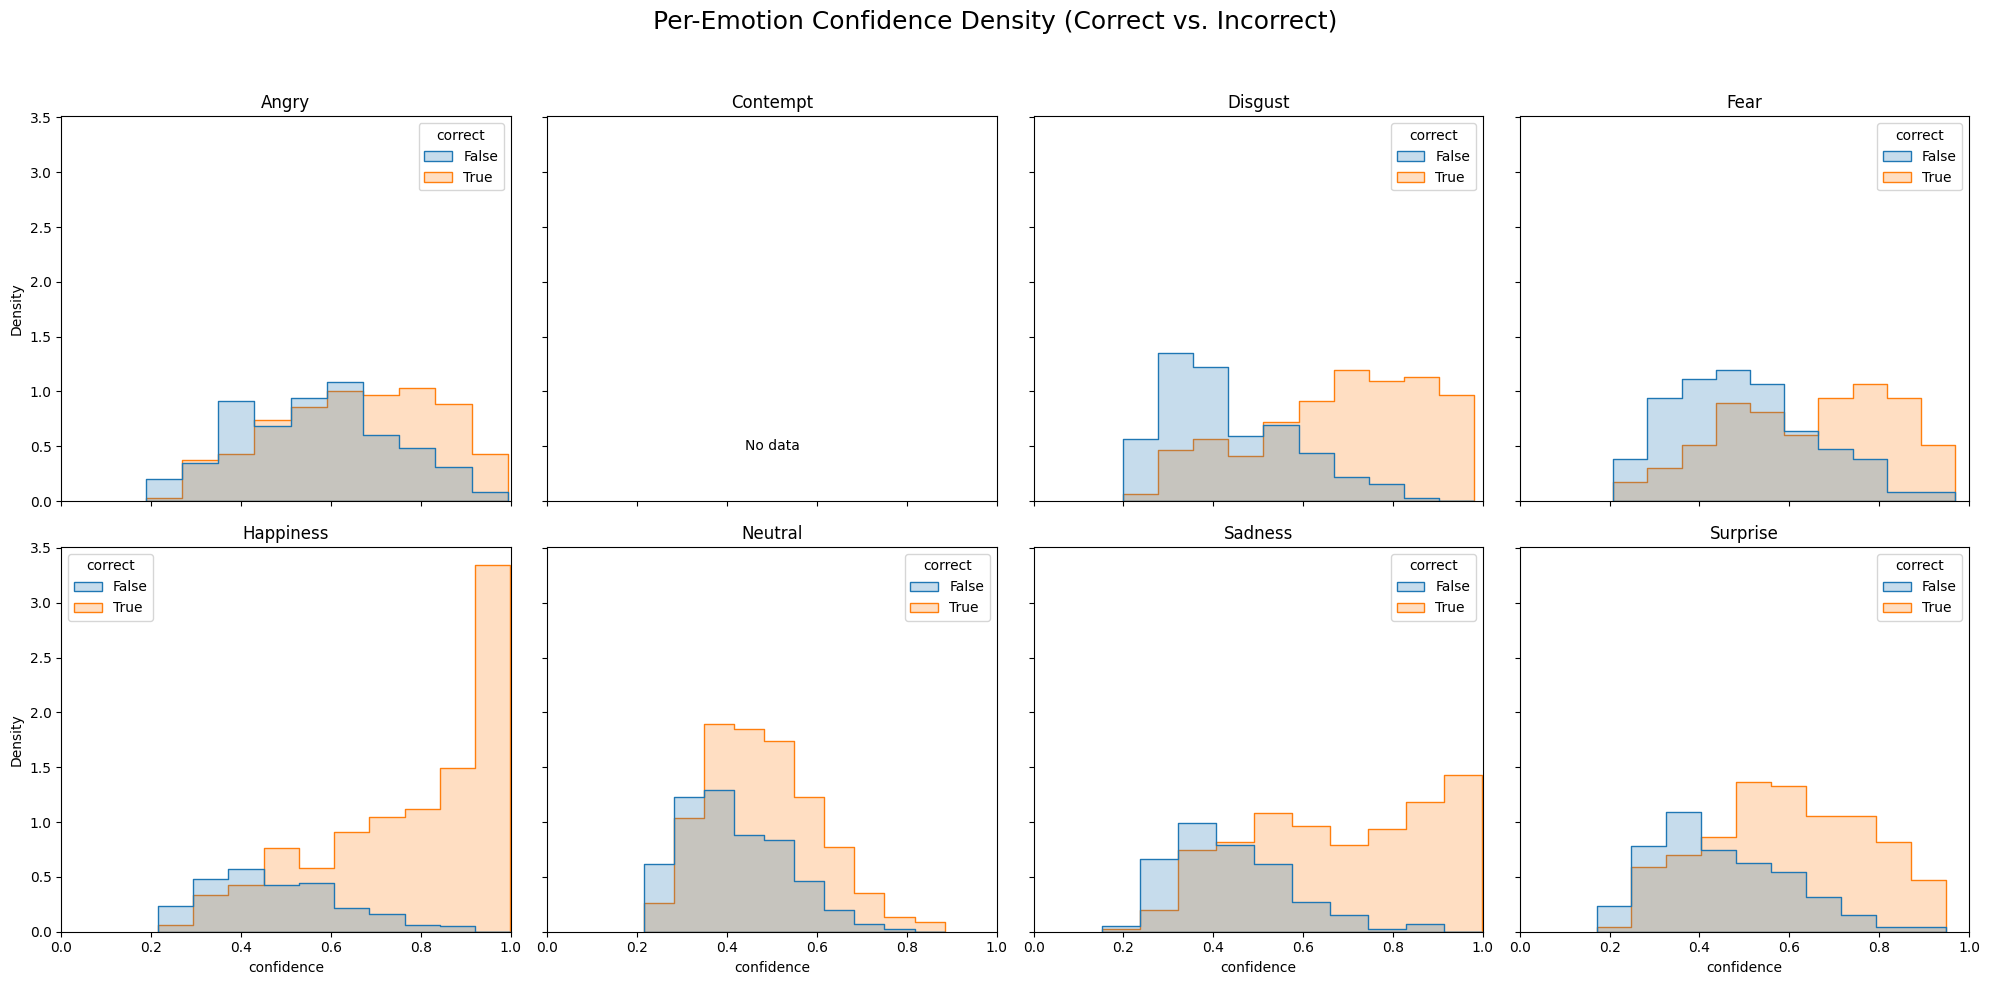 Per-Emotion Confidence Density (Correct vs. Incorrect)
Angry
Contempt
Disgust
Fear
3.5
3.0
2.5
2.0
1.5
1.0
0.5
0.0
Density
correct
False
True
No data
correct
False
True
correct
False
True
Happiness
Neutral
Sadness
Surprise
3.5
3.0
2.5
2.0
1.5
1.0
0.5
0.0
Density
correct
False
True
correct
False
True
correct
False
True
correct
False
True
0.0 0.2 0.4 0.6 0.8 1.0
0.0 0.2 0.4 0.6 0.8 1.0
0.0 0.2 0.4 0.6 0.8 1.0
0.0 0.2 0.4 0.6 0.8 1.0
confidence
confidence
confidence
confidence